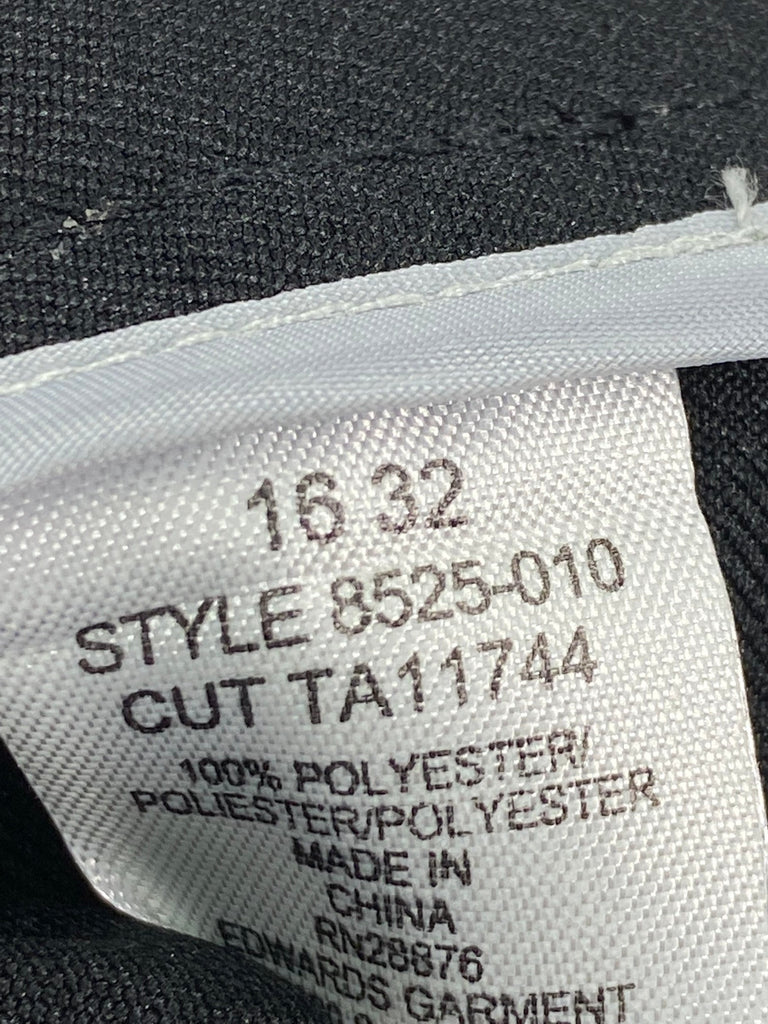 16 32
STYLE 8525-010
CUT TA11744
100% POLYESTER/
POLIESTER/POLYESTER
MADE IN
CHINA
RN28876
EDWARDS GARMENT